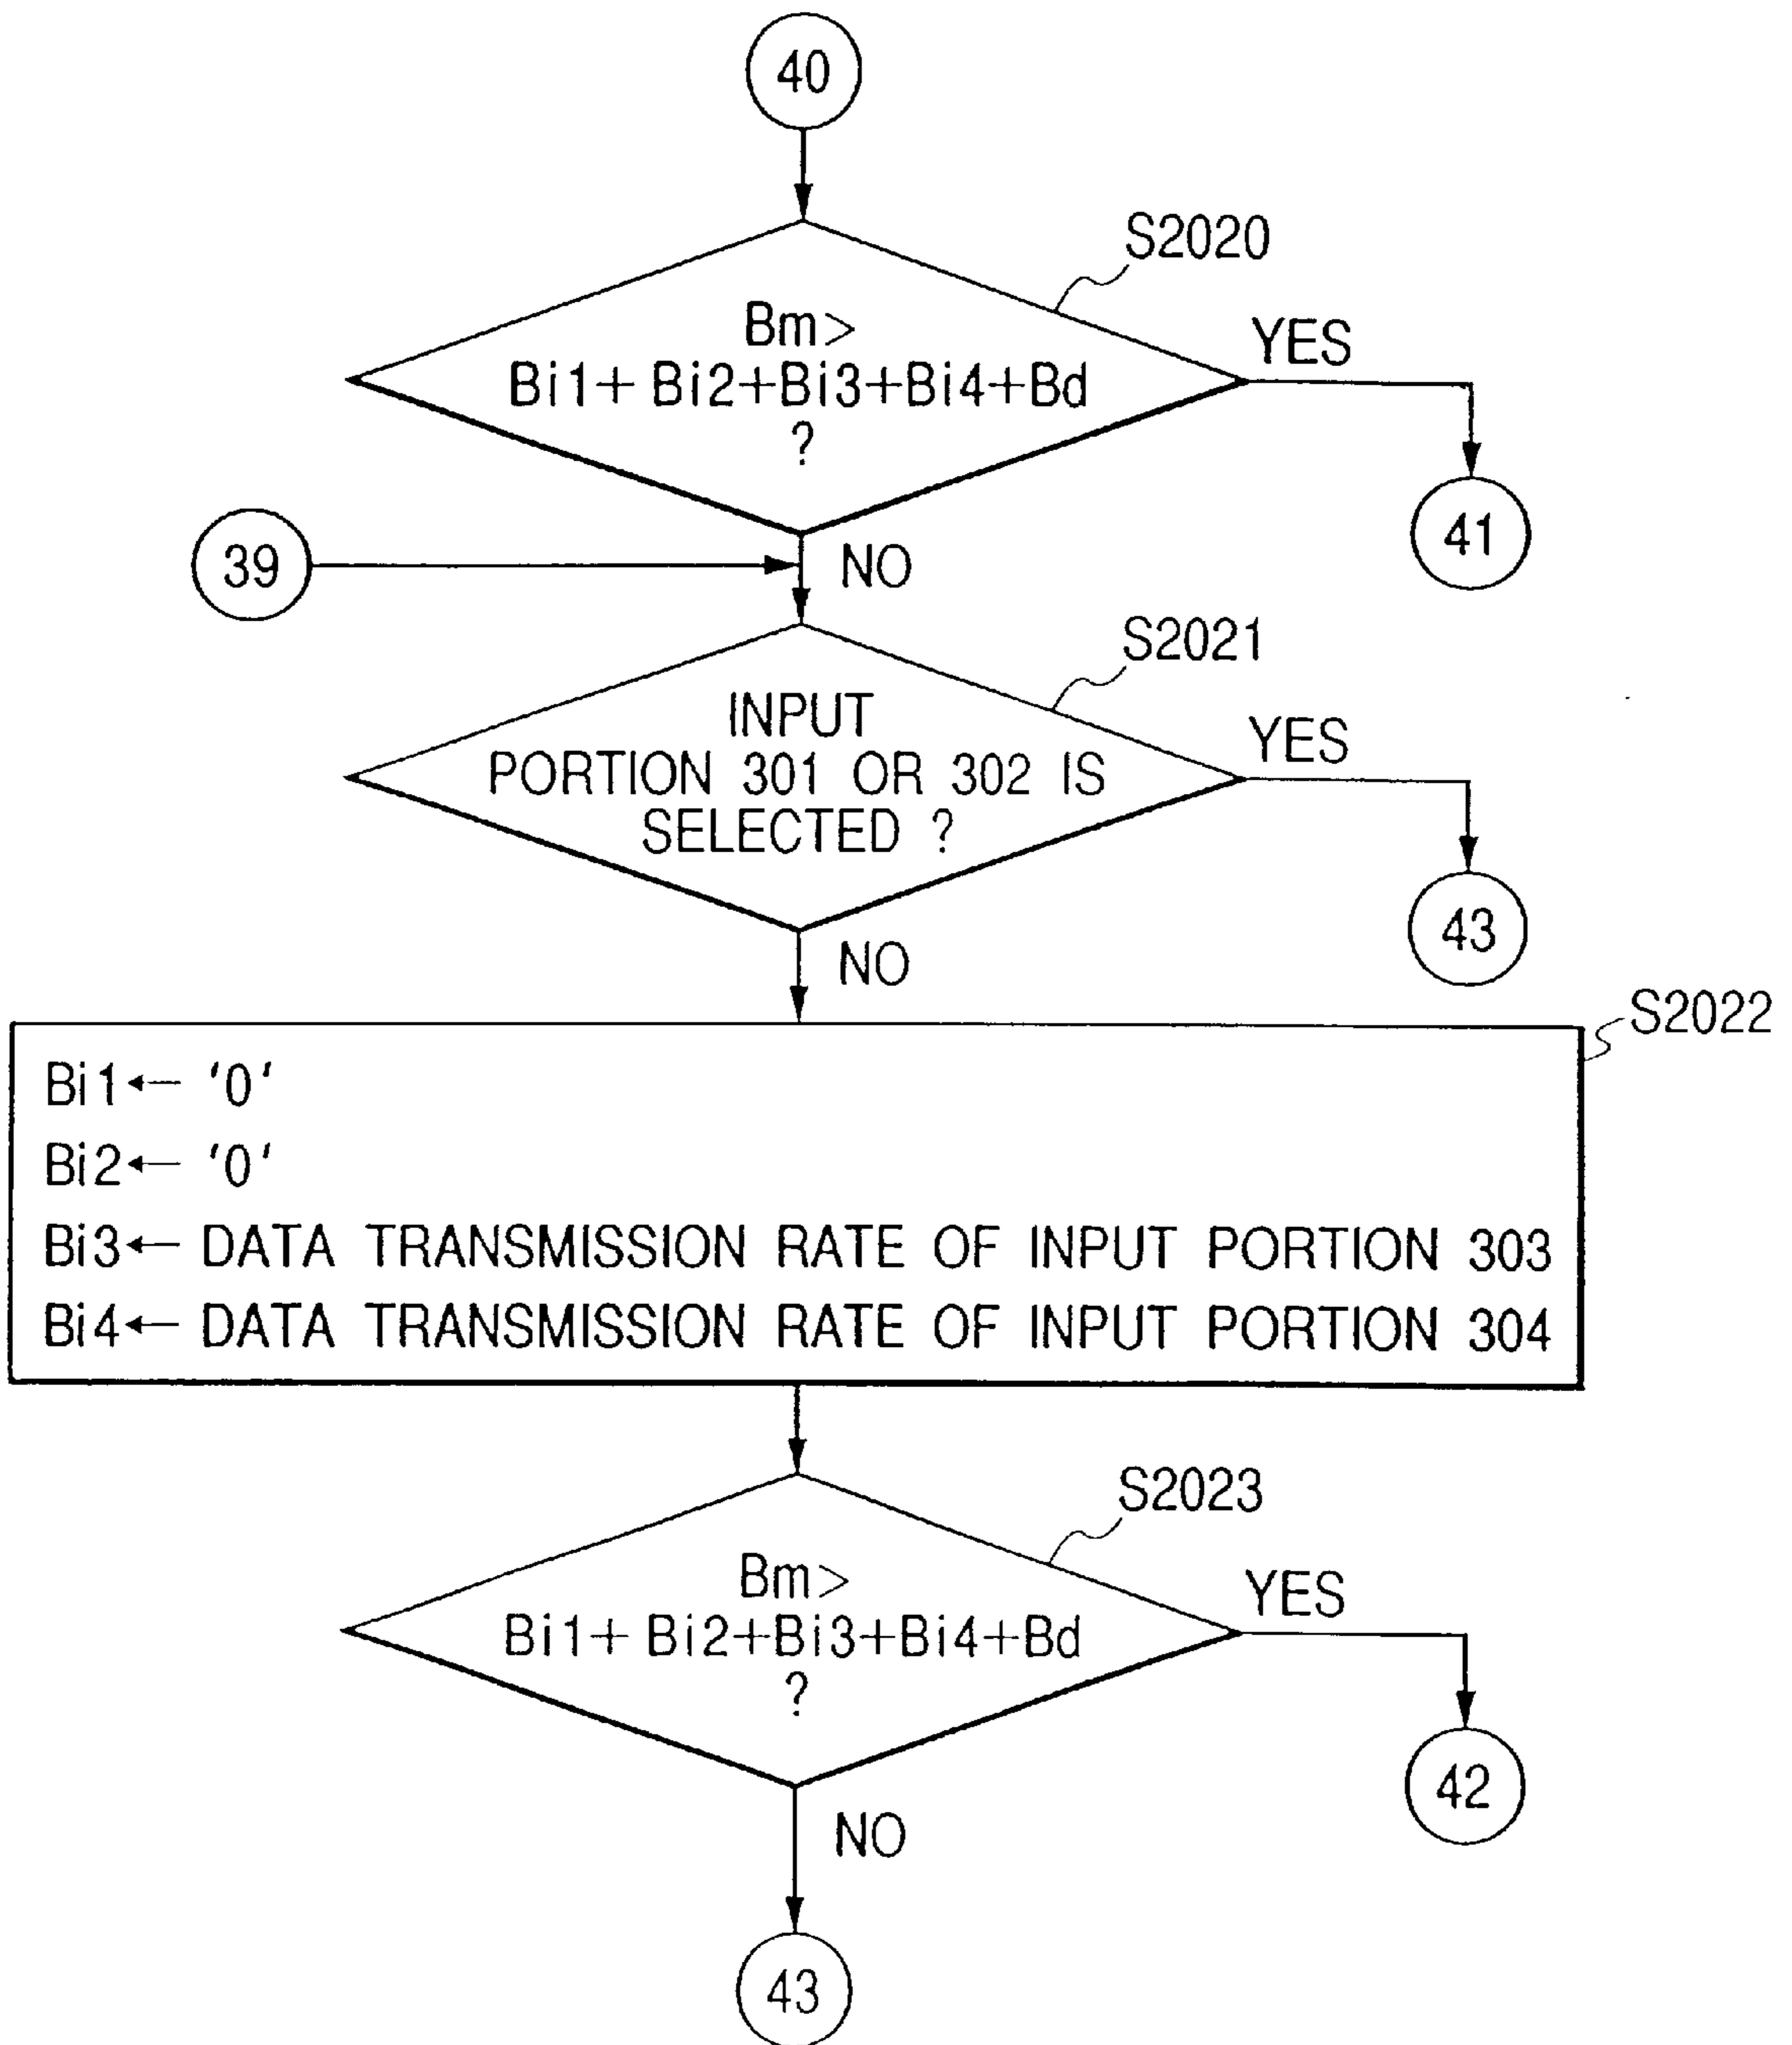 40
S2020
Bm>
Bi1+ Bi2+Bi3+Bi4+Bd
?
YES
41
NO
39
S2021
INPUT
PORTION 301 OR 302 IS
SELECTED ?
YES
43
NO
S2022
Bi1← '0'
Bi2← '0'
Bi3← DATA TRANSMISSION RATE OF INPUT PORTION 303
Bi4← DATA TRANSMISSION RATE OF INPUT PORTION 304
S2023
Bm>
Bi1+ Bi2+Bi3+Bi4+Bd
?
YES
42
NO
43